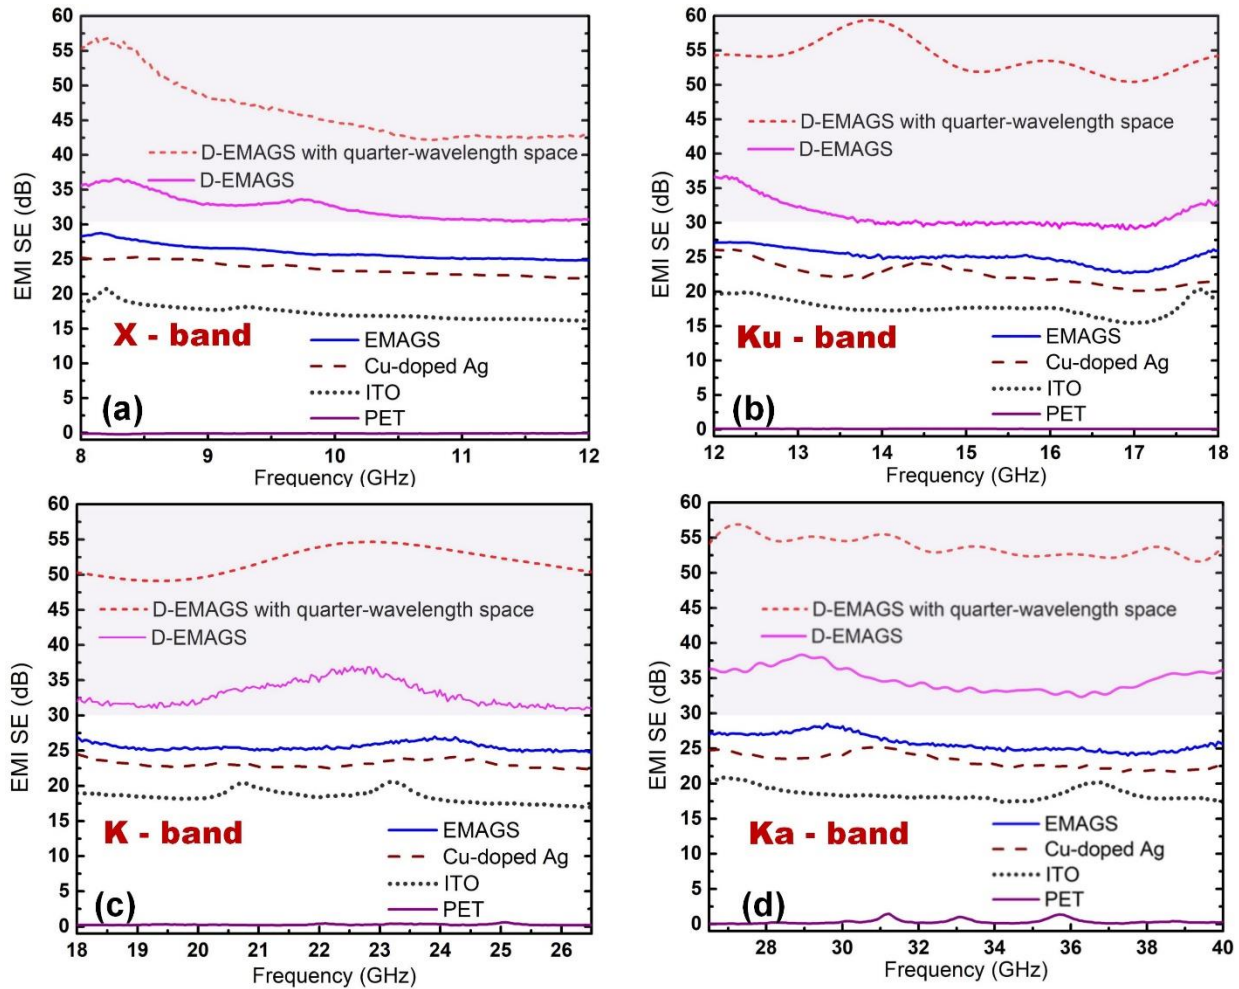 60
55
50
45
40
35
30
25
20
15
10
5
0
EMI SE (dB)
D-EMAGS with quarter-wavelength space
D-EMAGS
X - band
EMAGS
Cu-doped Ag
ITO
PET
(a)
8 9 10 11 12
Frequency (GHz)
60
55
50
45
40
35
30
25
20
15
10
5
0
EMI SE (dB)
D-EMAGS with quarter-wavelength space
D-EMAGS
Ku - band
EMAGS
Cu-doped Ag
ITO
PET
(b)
12 13 14 15 16 17 18
Frequency (GHz)
60
55
50
45
40
35
30
25
20
15
10
5
0
EMI SE (dB)
D-EMAGS with quarter-wavelength space
D-EMAGS
K - band
EMAGS
Cu-doped Ag
ITO
PET
(c)
18 19 20 21 22 23 24 25 26
Frequency (GHz)
60
55
50
45
40
35
30
25
20
15
10
5
0
EMI SE (dB)
D-EMAGS with quarter-wavelength space
D-EMAGS
Ka - band
EMAGS
Cu-doped Ag
ITO
PET
(d)
28 30 32 34 36 38 40
Frequency (GHz)